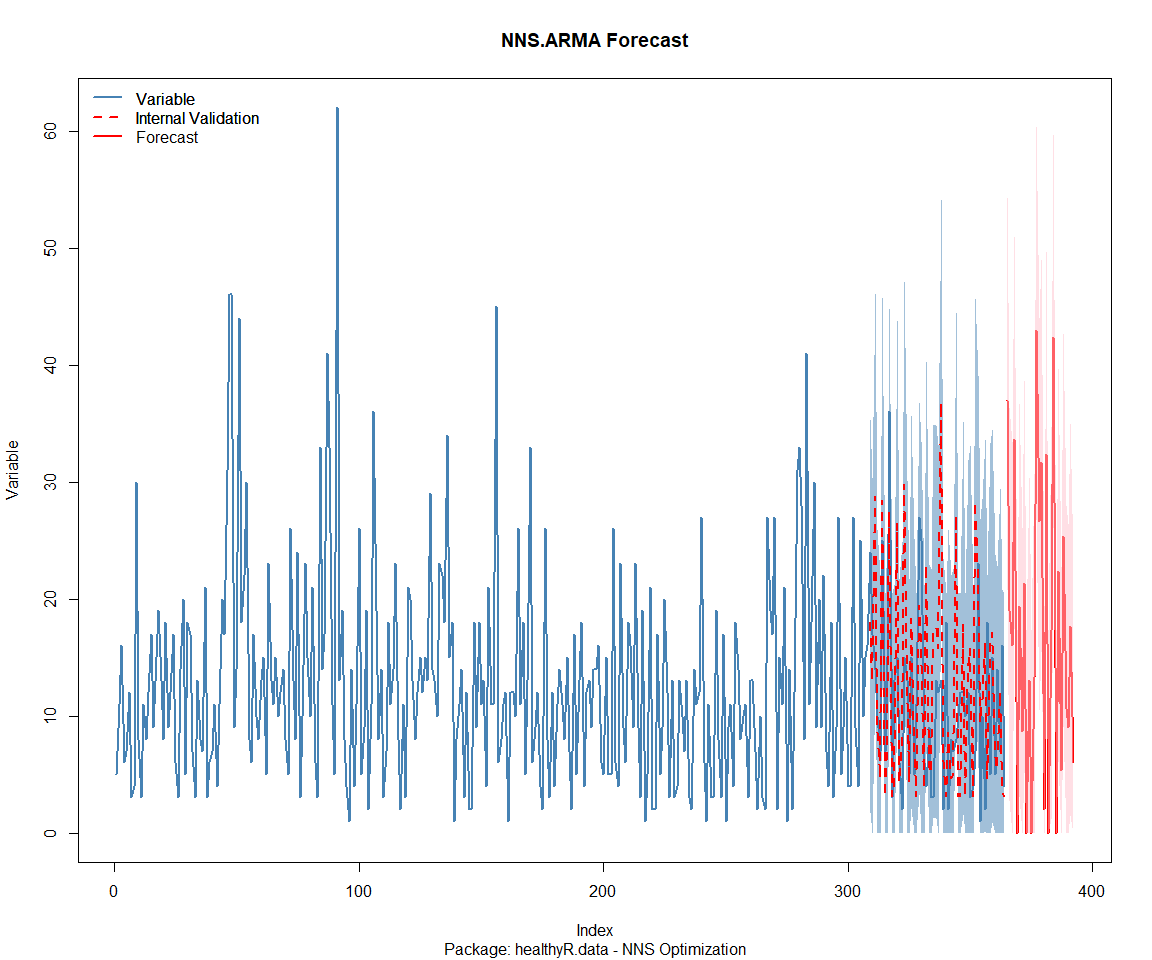 NNS.ARMA Forecast
Variable
Internal Validation
Forecast
Variable
60
50
40
30
20
10
0
0 100 200 300 400
Index
Package: healthyR.data - NNS Optimization